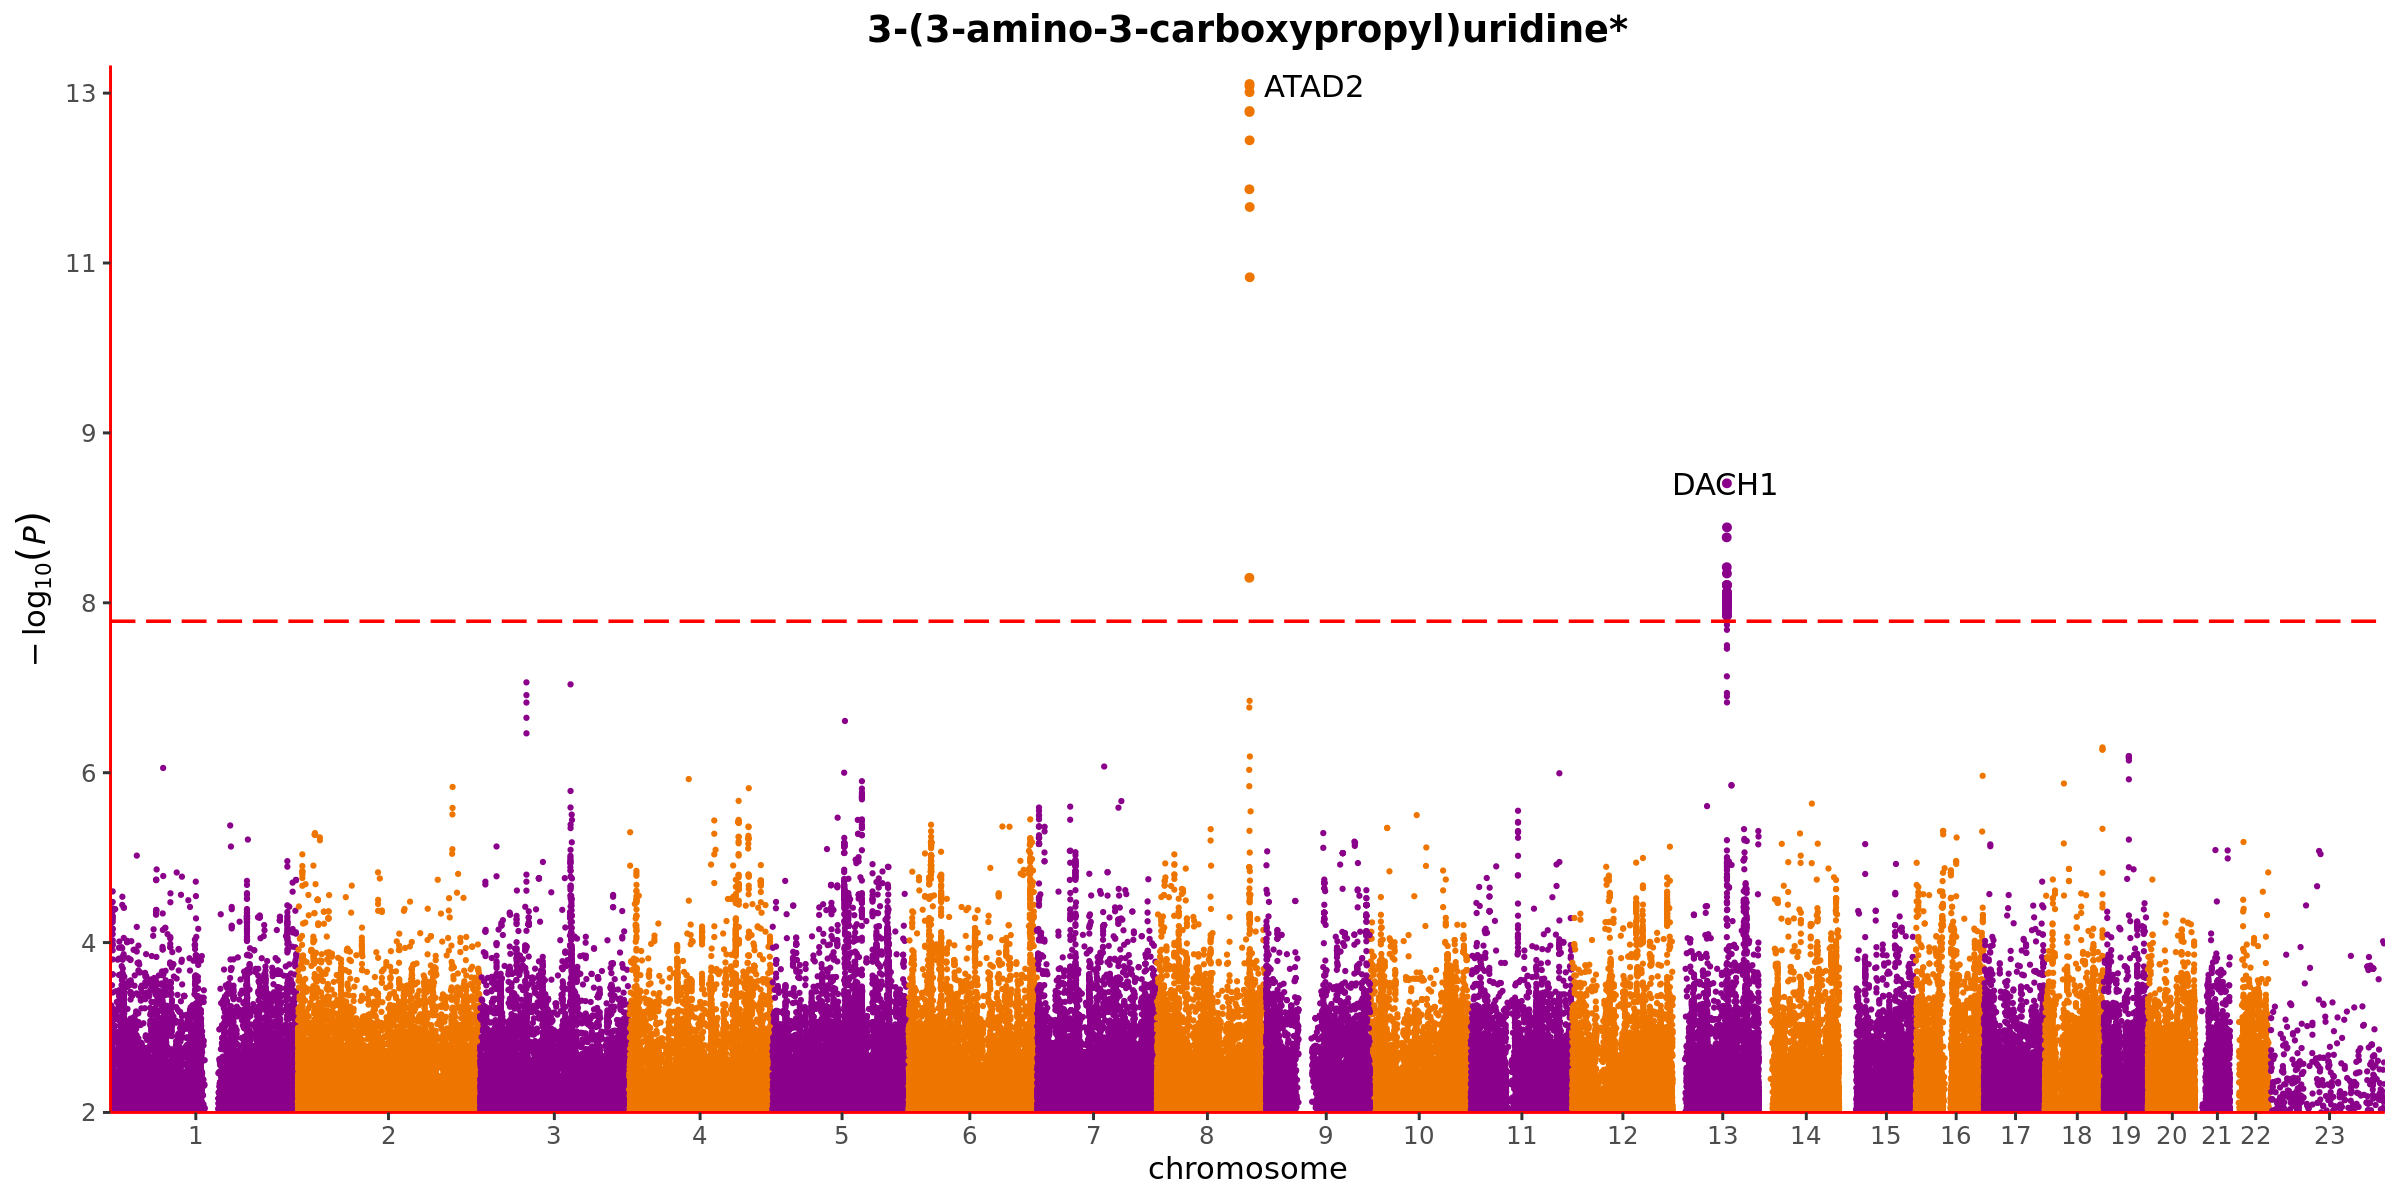 3-(3-amino-3-carboxypropyl)uridine*
13
11
9
8
6
4
2
− log10(P)
ATAD2
DACH1
1 2 3 4 5 6 7 8 9 10 11 12 13 14 15 16 17 18 19 20 21 22 23
chromosome